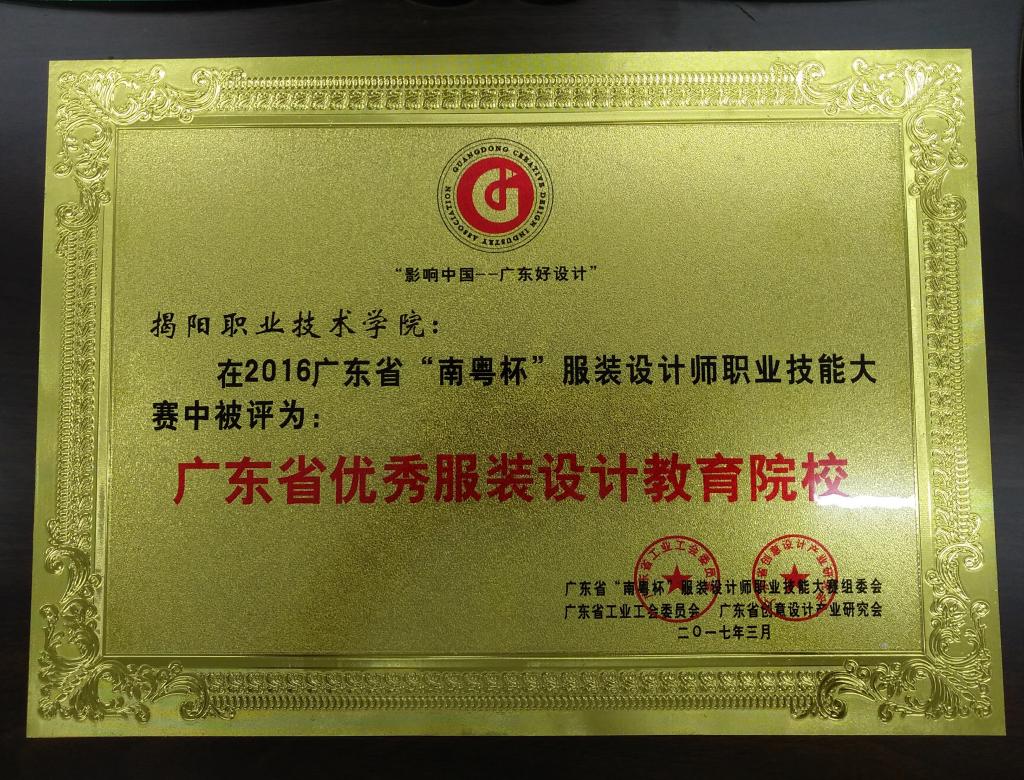 GUANGDONG CREATIVE DESIGN INDUSTRY ASSOCIATION
“影响中国--广东好设计”
揭阳职业技术学院：
在2016广东省“南粤杯”服装设计师职业技能大
赛中被评为：
广东省优秀服装设计教育院校
广东省“南粤杯”服装设计师职业技能大赛组委会
广东省工业工会委员会 广东省创意设计产业研究会
二〇一七年三月